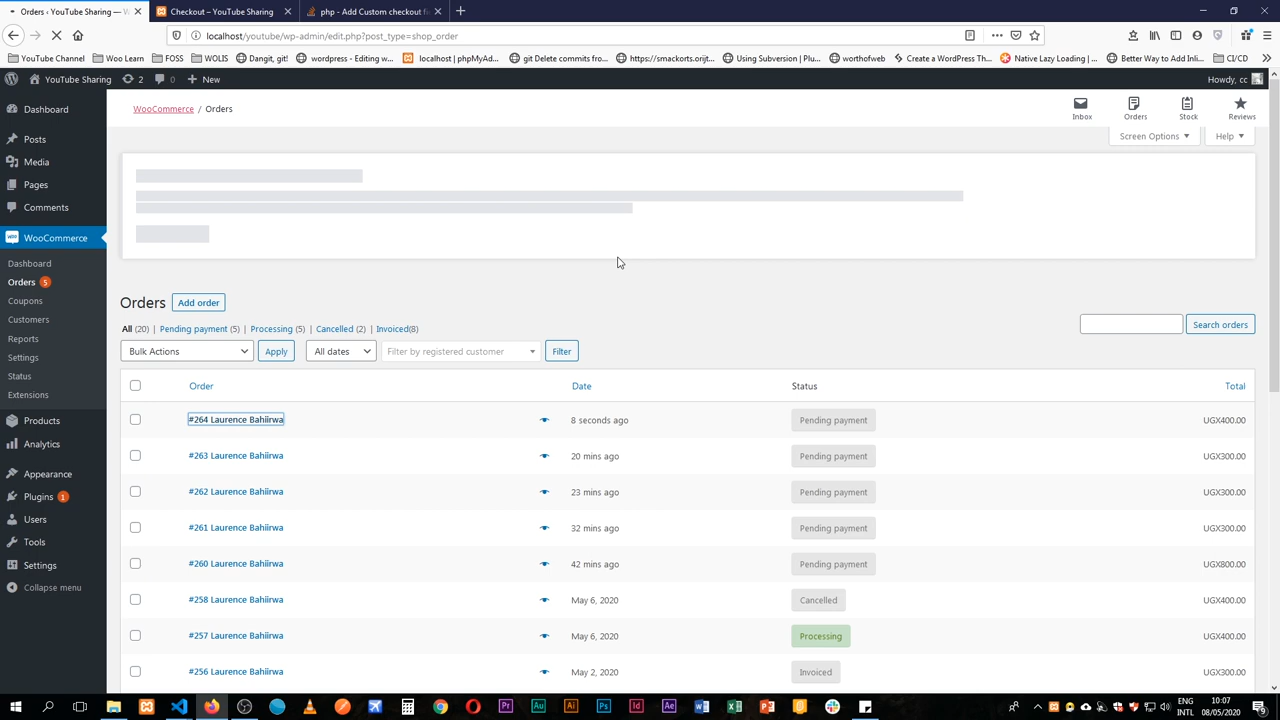 Orders ‹ YouTube Sharing — W
Checkout – YouTube Sharing
php - Add Custom checkout fi
localhost/youtube/wp-admin/edit.php?post_type=shop_order
YouTube Channel
Woo Learn
FOSS
WOLIS
Dangit, git!
wordpress - Editing w...
localhost | phpMyAd...
git Delete commits fro...
https://smackorts.orijt...
Using Subversion | Plu...
worthofweb
Create a WordPress Th...
Native Lazy Loading | ...
Better Way to Add Inli...
CI/CD
YouTube Sharing
2
0
New
Howdy, cc
Dashboard
Posts
Media
Pages
Comments
WooCommerce
Dashboard
Orders 5
Coupons
Customers
Reports
Settings
Status
Extensions
Products
Analytics
Appearance
Plugins 1
Users
Tools
Settings
Collapse menu
WooCommerce / Orders
Inbox
Orders
Stock
Reviews
Screen Options
Help
Orders
Add order
All (20) | Pending payment (5) | Processing (5) | Cancelled (2) | Invoiced(8)
Search orders
Bulk Actions
Apply
All dates
Filter by registered customer
Filter
Order Date Status Total
#264 Laurence Bahiirwa 8 seconds ago Pending payment UGX400.00
#263 Laurence Bahiirwa 20 mins ago Pending payment UGX300.00
#262 Laurence Bahiirwa 23 mins ago Pending payment UGX300.00
#261 Laurence Bahiirwa 32 mins ago Pending payment UGX300.00
#260 Laurence Bahiirwa 42 mins ago Pending payment UGX800.00
#258 Laurence Bahiirwa May 6, 2020 Cancelled UGX400.00
#257 Laurence Bahiirwa May 6, 2020 Processing UGX400.00
#256 Laurence Bahiirwa May 2, 2020 Invoiced UGX300.00
Pr
Au
Ai
Ps
Id
Ae
ENG
INTL
10:07
08/05/2020